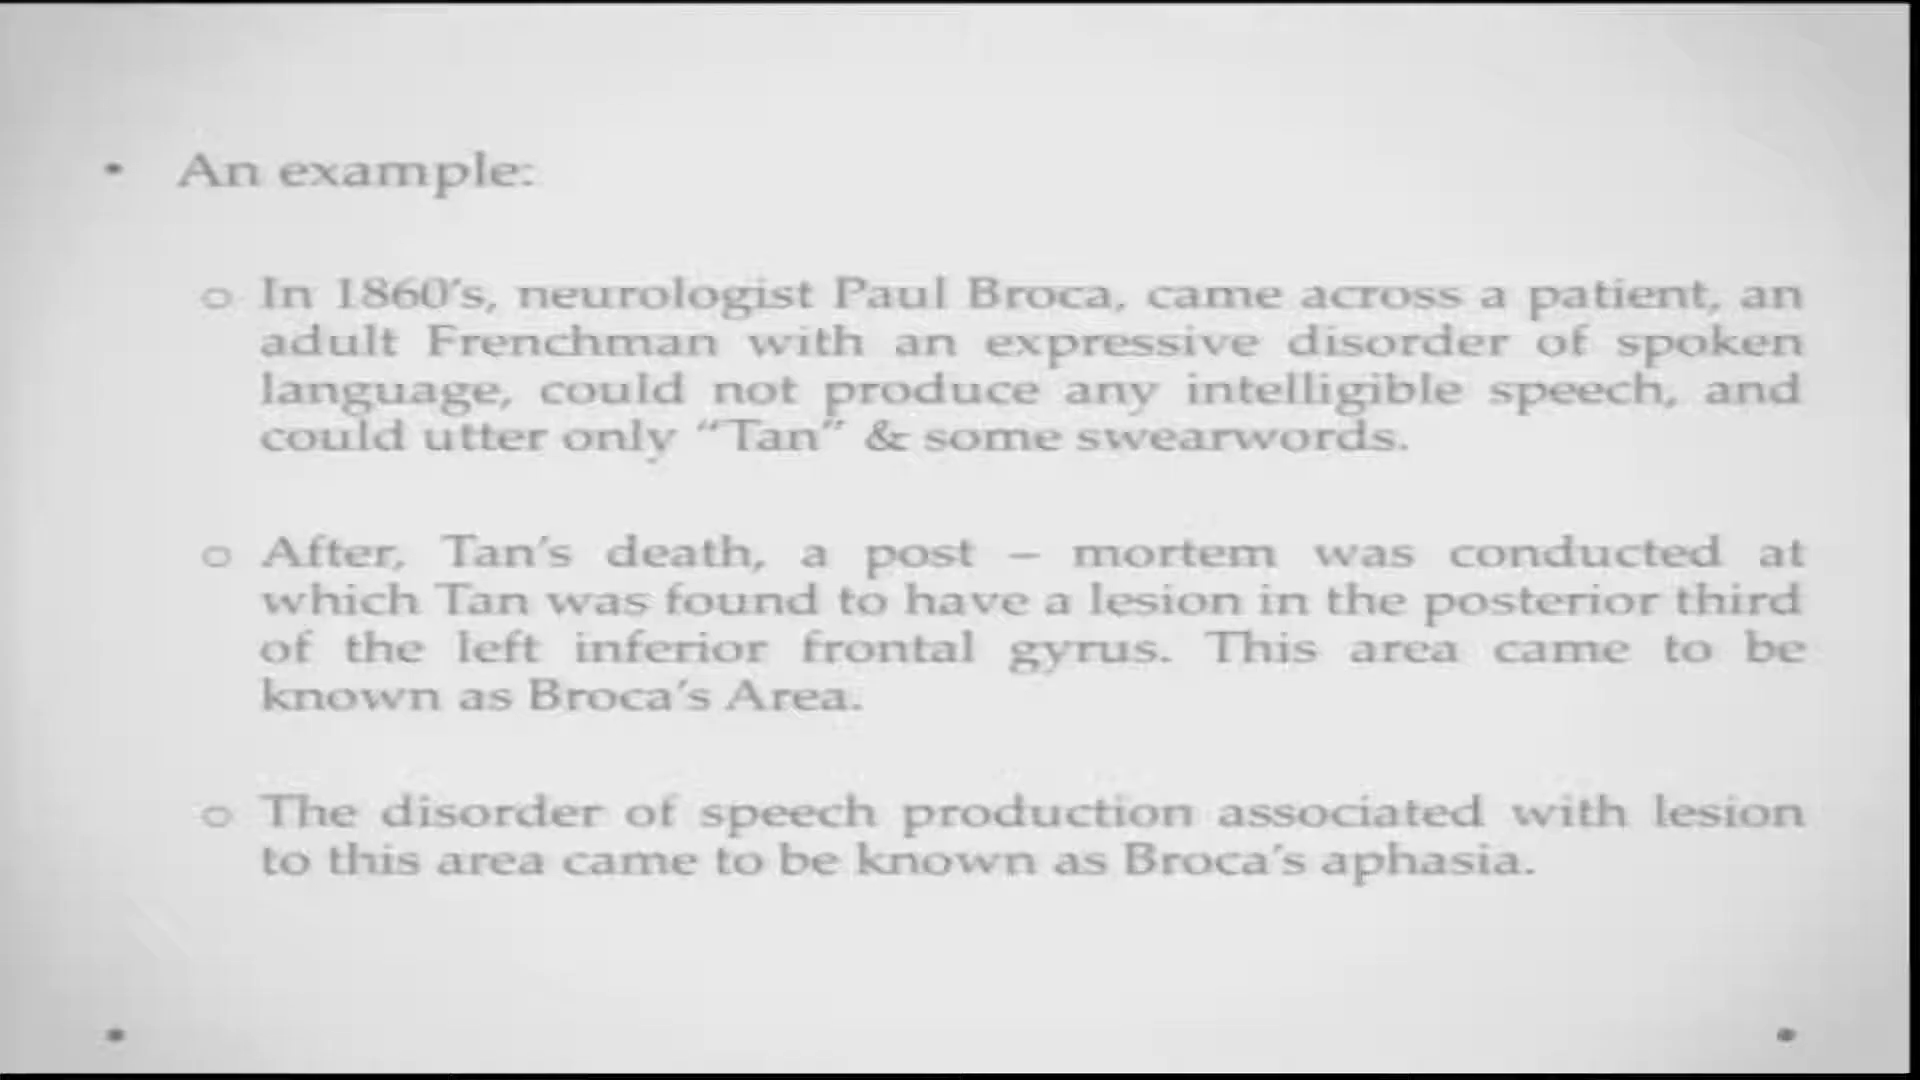 • An example:
o In 1860's, neurologist Paul Broca, came across a patient, an
adult Frenchman with an expressive disorder of spoken
language, could not produce any intelligible speech, and
could utter only “Tan” & some swearwords.
o After, Tan's death, a post – mortem was conducted at
which Tan was found to have a lesion in the posterior third
of the left inferior frontal gyrus. This area came to be
known as Broca's Area.
o The disorder of speech production associated with lesion
to this area came to be known as Broca's aphasia.